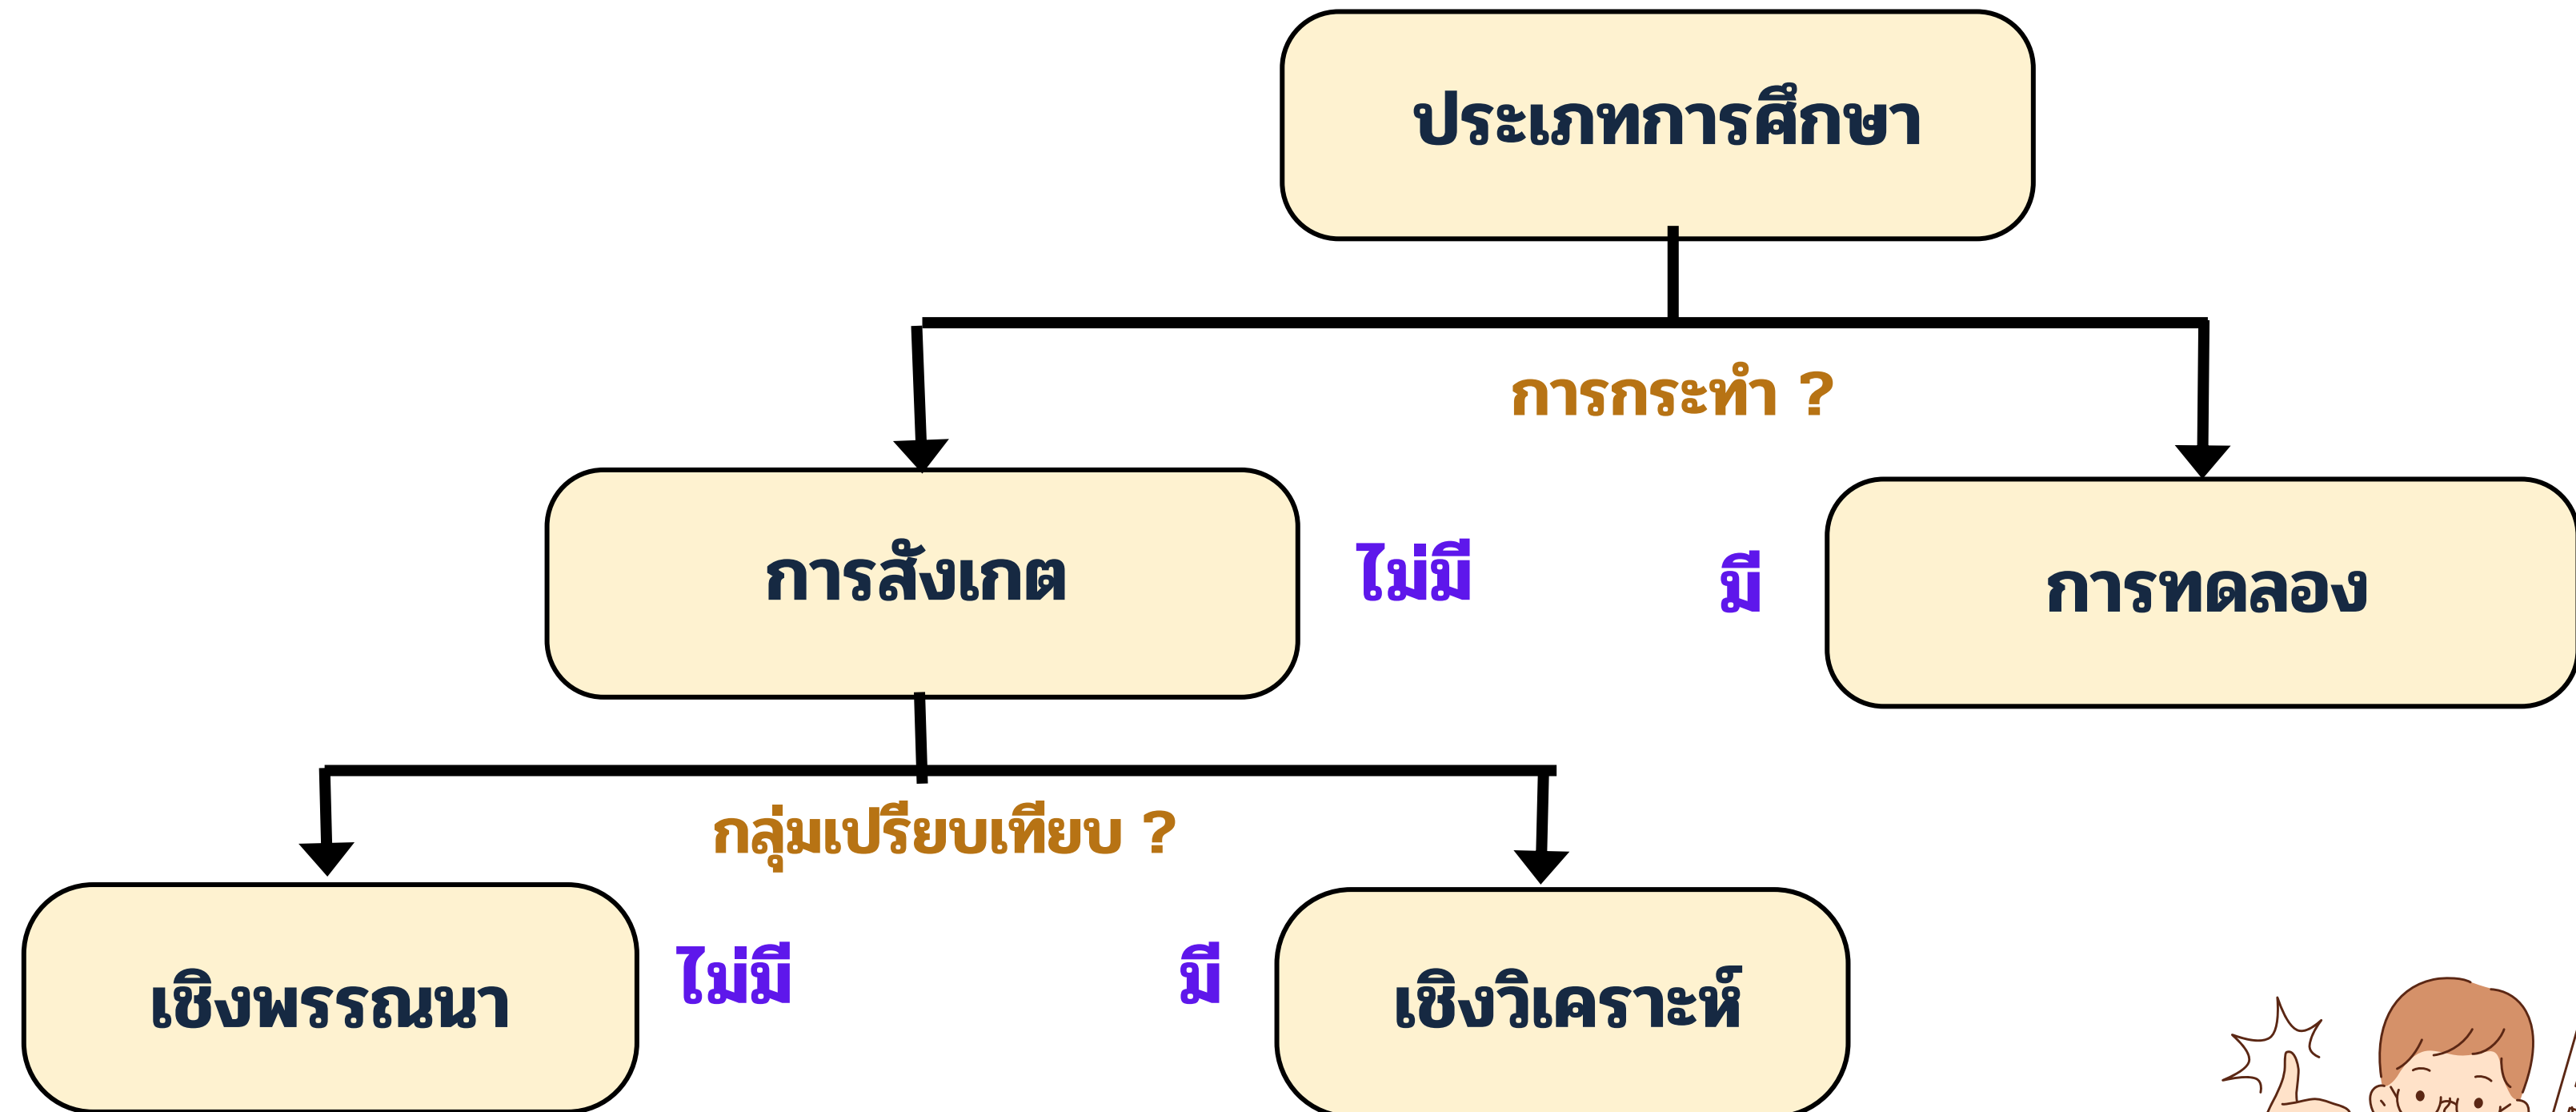 ประเภทการศึกษา
การกระทำ ?
การสังเกต
ไม่มี
มี
การทดลอง
กลุ่มเปรียบเทียบ ?
เชิงพรรณนา
ไม่มี
มี
เชิงวิเคราะห์